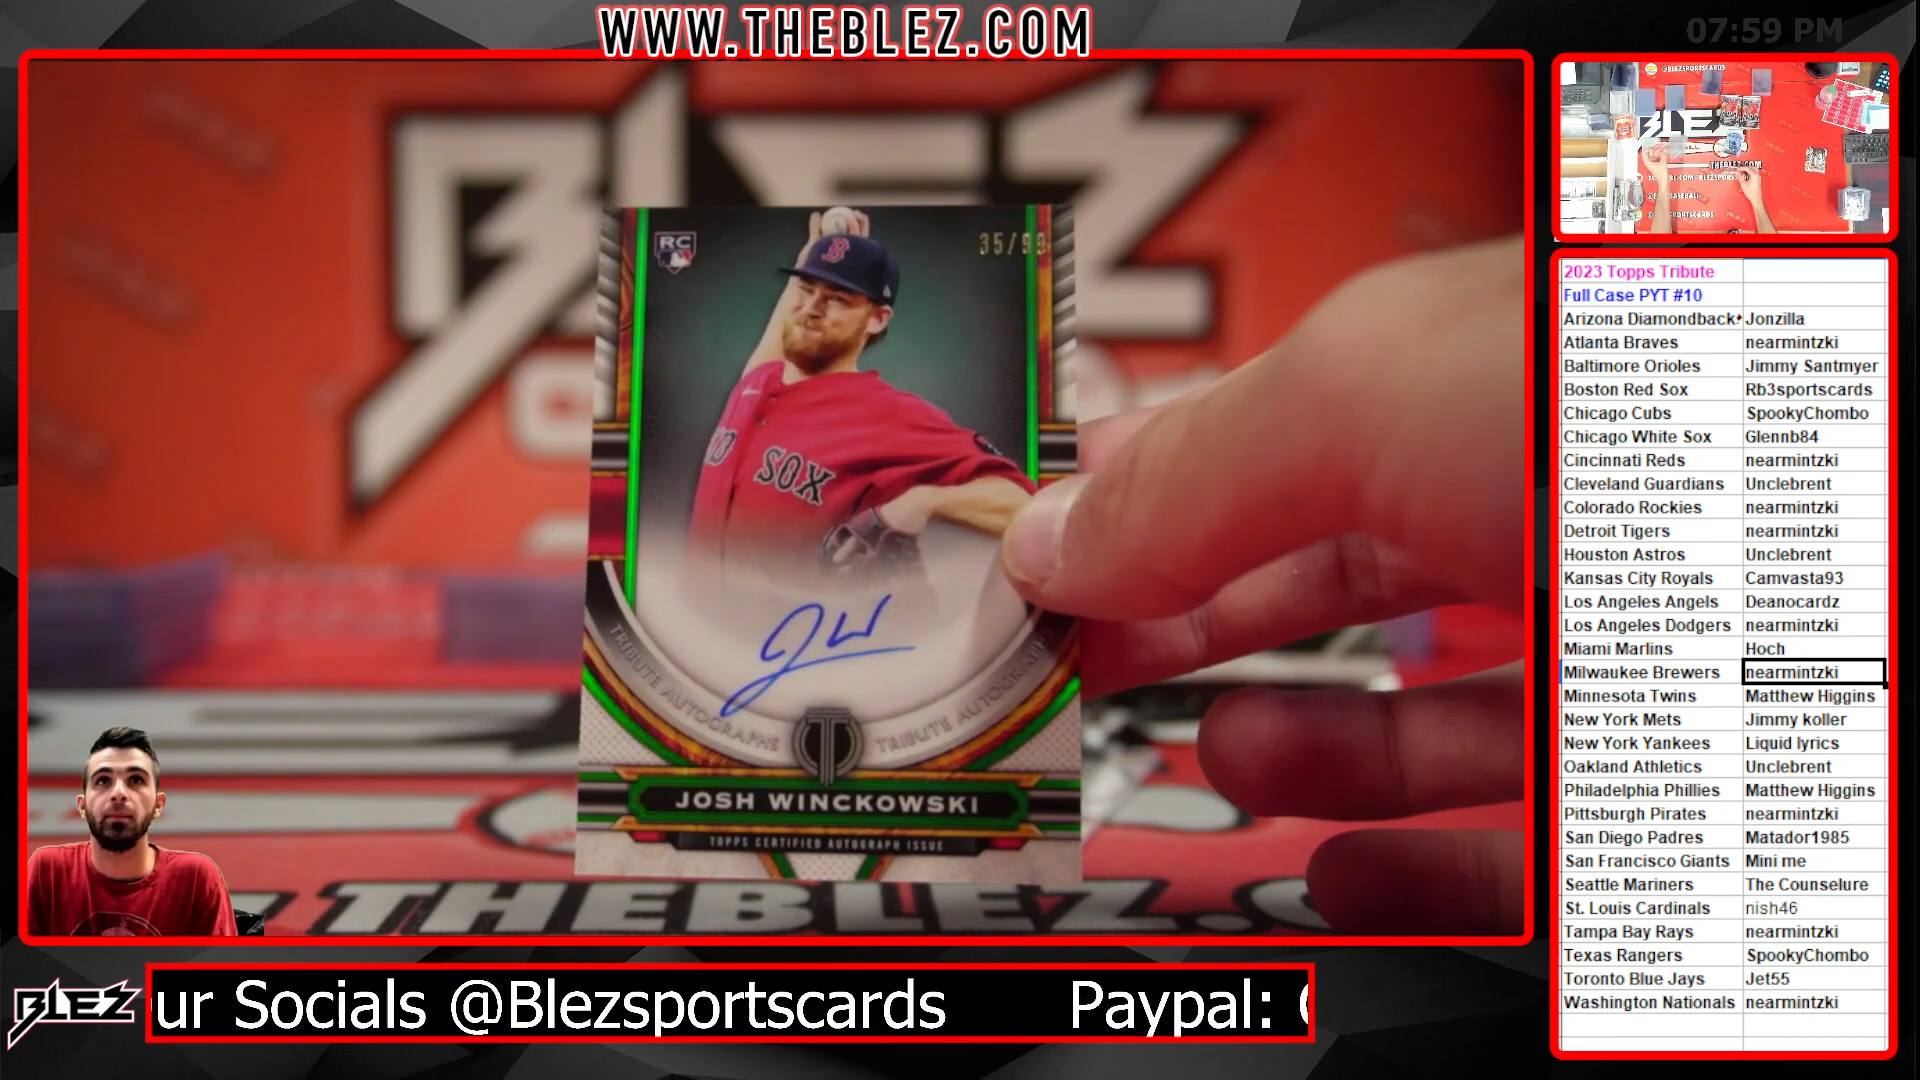 WWW.THEBLEZ.COM
07:59 PM
BLEZ
RC
35/99
B
SOX
TRIBUTE AUTOGRAPHS
TRIBUTE AUTOGRAPHS
T
JOSH WINCKOWSKI
TOPPS CERTIFIED AUTOGRAPH ISSUE
THEBLEZ.C
@BLEZSPORTSCARDS
BLEZ
THEBLEZ.COM
2023 Topps Tribute
Full Case PYT #10
Arizona Diamondback Jonzilla
Atlanta Braves nearmintzki
Baltimore Orioles Jimmy Santmyer
Boston Red Sox Rb3sportscards
Chicago Cubs SpookyChombo
Chicago White Sox Glennb84
Cincinnati Reds nearmintzki
Cleveland Guardians Unclebrent
Colorado Rockies nearmintzki
Detroit Tigers nearmintzki
Houston Astros Unclebrent
Kansas City Royals Camvasta93
Los Angeles Angels Deanocardz
Los Angeles Dodgers nearmintzki
Miami Marlins Hoch
Milwaukee Brewers nearmintzki
Minnesota Twins Matthew Higgins
New York Mets Jimmy koller
New York Yankees Liquid lyrics
Oakland Athletics Unclebrent
Philadelphia Phillies Matthew Higgins
Pittsburgh Pirates nearmintzki
San Diego Padres Matador1985
San Francisco Giants Mini me
Seattle Mariners The Counselure
St. Louis Cardinals nish46
Tampa Bay Rays nearmintzki
Texas Rangers SpookyChombo
Toronto Blue Jays Jet55
Washington Nationals nearmintzki
BLEZ
ur Socials @Blezsportscards Paypal: